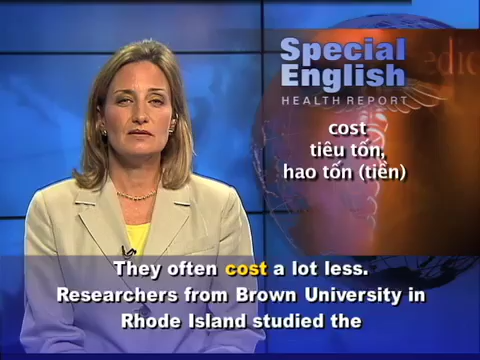 Special
English
HEALTH REPORT
cost
tiêu tốn,
hao tốn (tiền)
They often cost a lot less.
Researchers from Brown University in
Rhode Island studied the